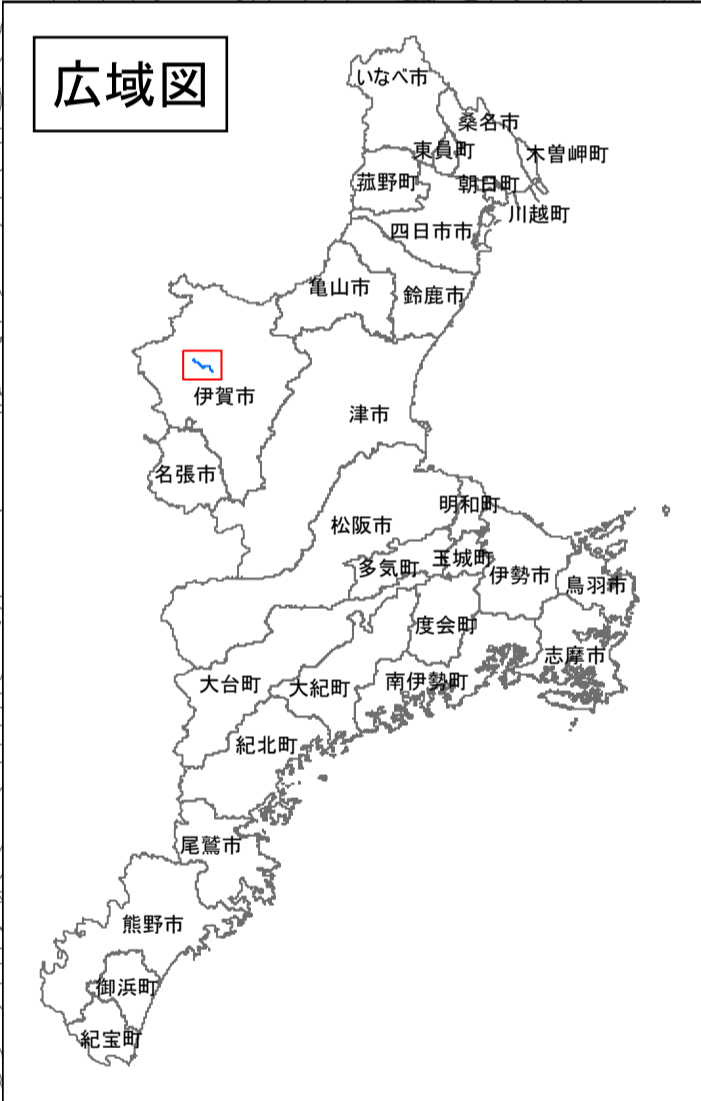 広域図
いなべ市
桑名市
東員町
木曽岬町
菰野町
朝日町
川越町
四日市市
亀山市
鈴鹿市
伊賀市
津市
名張市
明和町
松阪市
玉城町
多気町
伊勢市
鳥羽市
度会町
志摩市
大台町
大紀町
南伊勢町
紀北町
尾鷲市
熊野市
御浜町
紀宝町